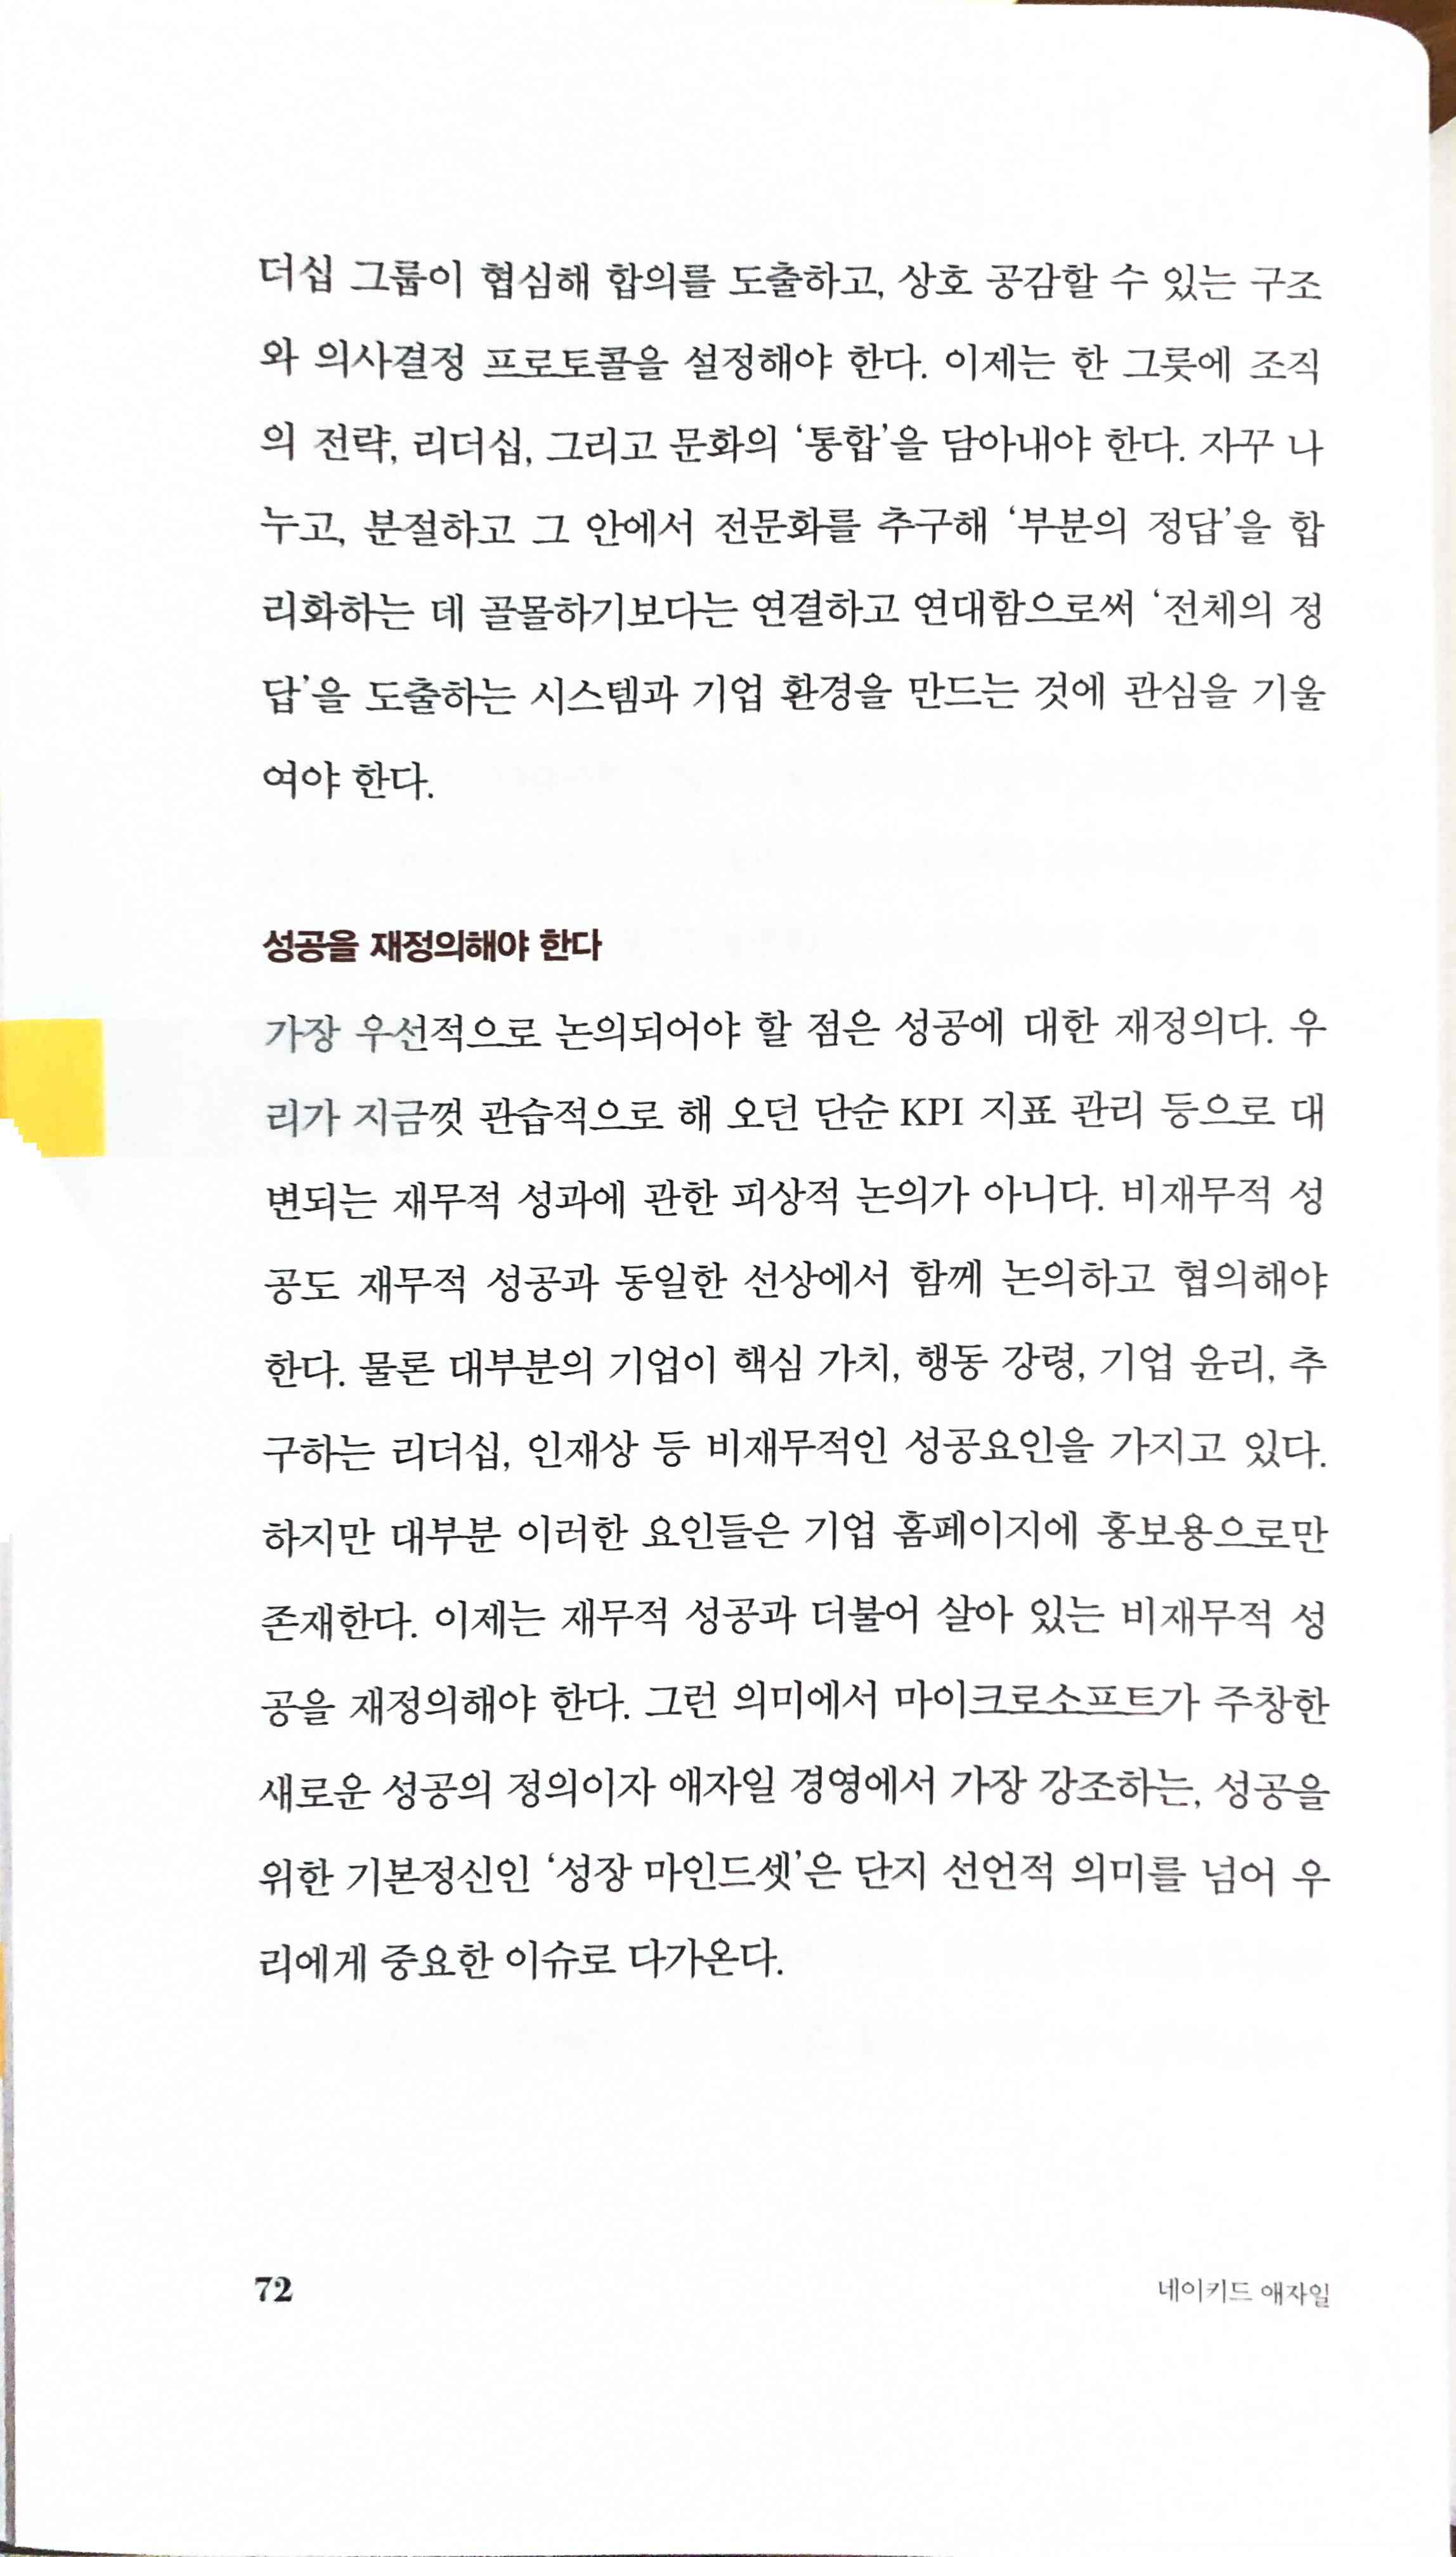 더십 그룹이 협심해 합의를 도출하고, 상호 공감할 수 있는 구조
와 의사결정 프로토콜을 설정해야 한다. 이제는 한 그릇에 조직
의 전략, 리더십, 그리고 문화의 ‘통합’을 담아내야 한다. 자꾸 나
누고, 분절하고 그 안에서 전문화를 추구해 ‘부분의 정답’을 합
리화하는 데 골몰하기보다는 연결하고 연대함으로써 ‘전체의 정
답’을 도출하는 시스템과 기업 환경을 만드는 것에 관심을 기울
여야 한다.
성공을 재정의해야 한다
가장 우선적으로 논의되어야 할 점은 성공에 대한 재정의다. 우
리가 지금껏 관습적으로 해 오던 단순 KPI 지표 관리 등으로 대
변되는 재무적 성과에 관한 피상적 논의가 아니다. 비재무적 성
공도 재무적 성공과 동일한 선상에서 함께 논의하고 협의해야
한다. 물론 대부분의 기업이 핵심 가치, 행동 강령, 기업 윤리, 추
구하는 리더십, 인재상 등 비재무적인 성공요인을 가지고 있다.
하지만 대부분 이러한 요인들은 기업 홈페이지에 홍보용으로만
존재한다. 이제는 재무적 성공과 더불어 살아 있는 비재무적 성
공을 재정의해야 한다. 그런 의미에서 마이크로소프트가 주창한
새로운 성공의 정의이자 애자일 경영에서 가장 강조하는, 성공을
위한 기본정신인 ‘성장 마인드셋’은 단지 선언적 의미를 넘어 우
리에게 중요한 이슈로 다가온다.
72
네이키드 애자일